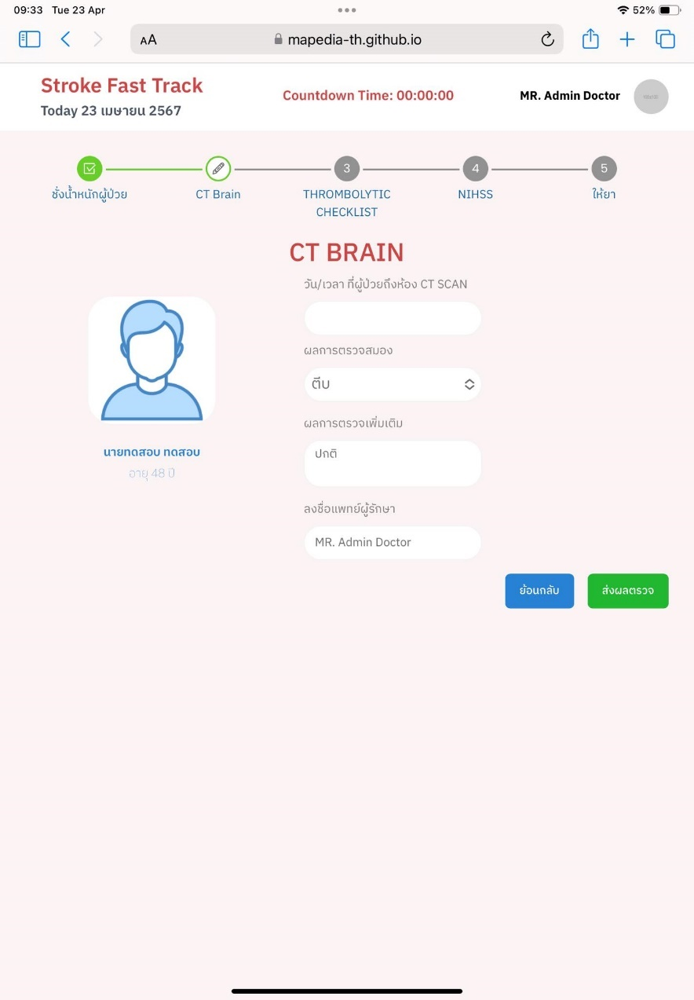 09:33 Tue 23 Apr
52%
AA
mapedia-th.github.io
Stroke Fast Track
Today 23 เมษายน 2567
Countdown Time: 00:00:00
MR. Admin Doctor
3
4
5
ชั่งน้ำหนักผู้ป่วย
CT Brain
THROMBOLYTIC
CHECKLIST
NIHSS
ให้ยา
CT BRAIN
วัน/เวลา ที่ผู้ป่วยถึงห้อง CT SCAN
ผลการตรวจสมอง
ตีบ
ผลการตรวจเพิ่มเติม
ปกติ
นายทดสอบ ทดสอบ
อายุ 48 ปี
ลงชื่อแพทย์ผู้รักษา
MR. Admin Doctor
ย้อนกลับ
ส่งผลตรวจ